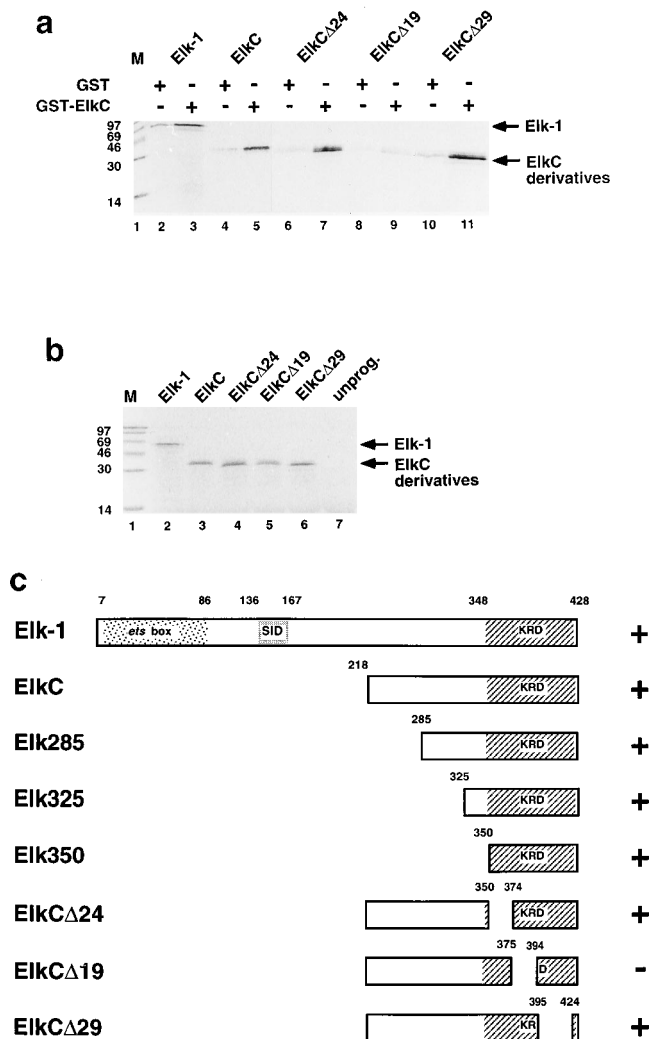 a
M Elk-1 ElkC ElkCΔ24 ElkCΔ19 ElkCΔ29
GST + - + - + - + - + -
GST-ElkC - + - + - + - + - +
97
69
46
30
14
Elk-1
ElkC
derivatives
1 2 3 4 5 6 7 8 9 10 11
b
M Elk-1 ElkC ElkCΔ24 ElkCΔ19 ElkCΔ29 unprog.
97
69
46
30
14
Elk-1
ElkC
derivatives
1 2 3 4 5 6 7
c
7 86 136 167 348 428
Elk-1 ets box SID KRD +
218
ElkC KRD +
285
Elk285 KRD +
325
Elk325 KRD +
350
Elk350 KRD +
350 374
ElkCΔ24 KRD +
375 394
ElkCΔ19 D -
395 424
ElkCΔ29 KR +